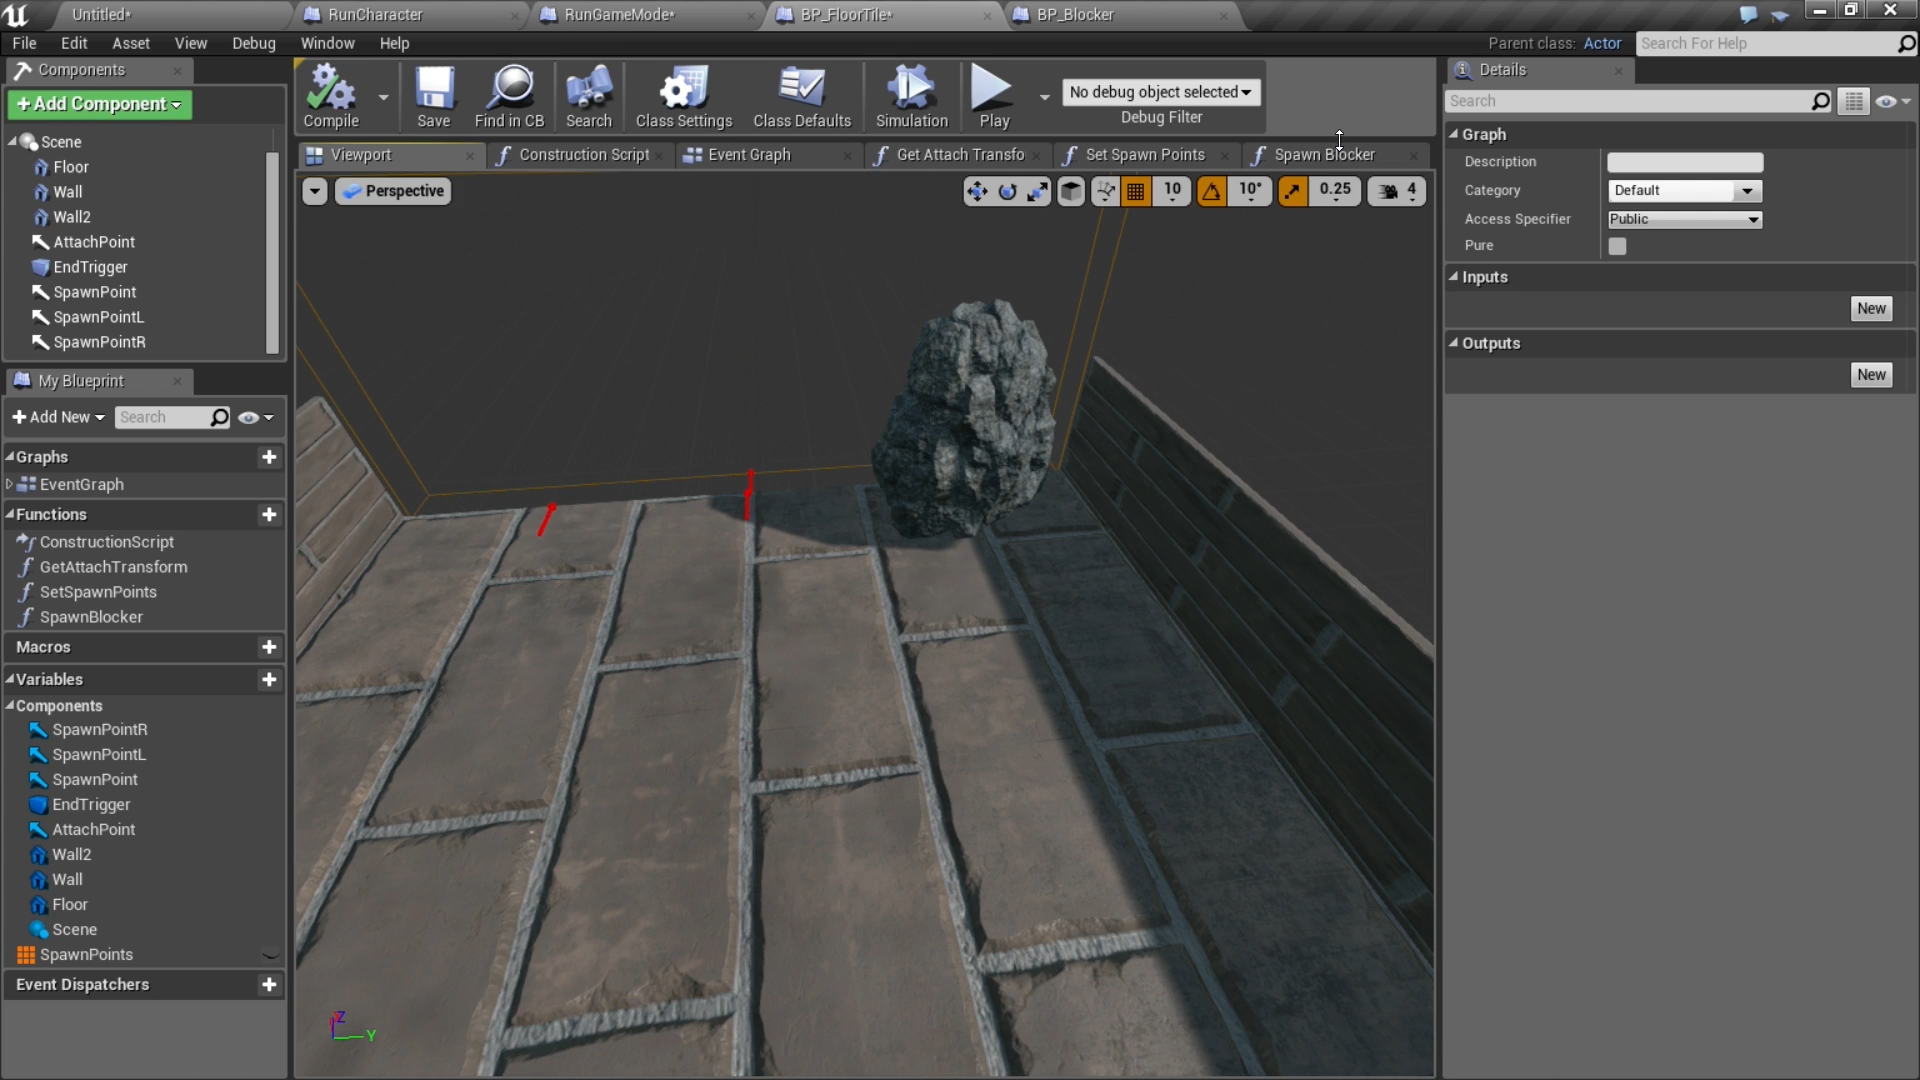 Untitled*
RunCharacter
RunGameMode*
BP_FloorTile*
BP_Blocker
File Edit Asset View Debug Window Help
Parent class: Actor
Search For Help
Components
Add Component
Scene
Floor
Wall
Wall2
AttachPoint
EndTrigger
SpawnPoint
SpawnPointL
SpawnPointR
My Blueprint
Add New
Search
Graphs
EventGraph
Functions
ConstructionScript
GetAttachTransform
SetSpawnPoints
SpawnBlocker
Macros
Variables
Components
SpawnPointR
SpawnPointL
SpawnPoint
EndTrigger
AttachPoint
Wall2
Wall
Floor
Scene
SpawnPoints
Event Dispatchers
Compile
Save
Find in CB
Search
Class Settings
Class Defaults
Simulation
Play
No debug object selected
Debug Filter
Viewport
Construction Script
Event Graph
Get Attach Transfo
Set Spawn Points
Spawn Blocker
Perspective
10
10°
0.25
4
Z
Y
Details
Search
Graph
Description
Category Default
Access Specifier Public
Pure
Inputs
New
Outputs
New